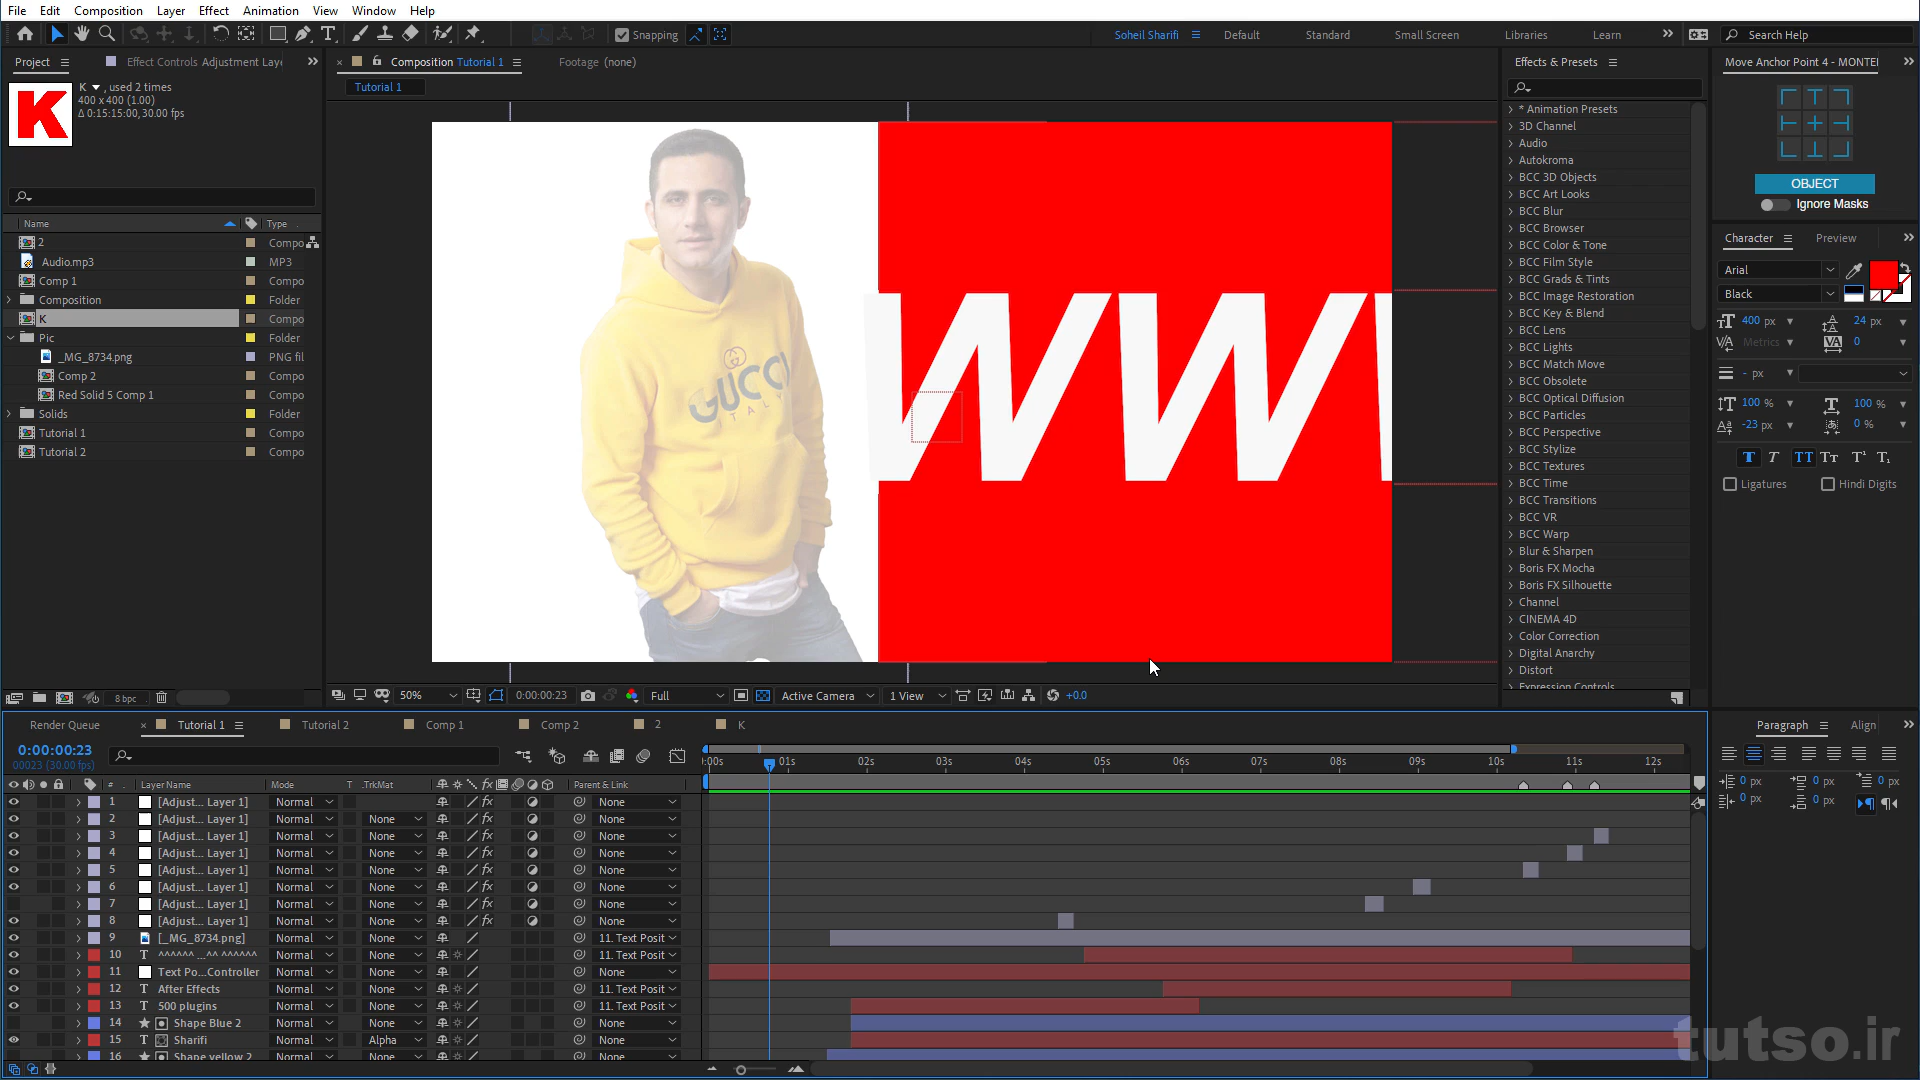 File Edit Composition Layer Effect Animation View Window Help
Snapping
Soheil Sharifi Default Standard Small Screen Libraries Learn Search Help
Project Effect Controls Adjustment Laye
K , used 2 times
400 x 400 (1.00)
Δ 0:15:15:00, 30.00 fps
K
Name Type
2 Compo
Audio.mp3 MP3
Comp 1 Compo
Composition Folder
K Compo
Pic Folder
_MG_8734.png PNG fil
Comp 2 Compo
Red Solid 5 Comp 1 Compo
Solids Folder
Tutorial 1 Compo
Tutorial 2 Compo
8 bpc
Composition Tutorial 1 Footage (none)
Tutorial 1
GUCCI
ITALY
WW
50% 0:00:00:23 Full Active Camera 1 View +0.0
Effects & Presets
* Animation Presets
3D Channel
Audio
Autokroma
BCC 3D Objects
BCC Art Looks
BCC Blur
BCC Browser
BCC Color & Tone
BCC Film Style
BCC Grads & Tints
BCC Image Restoration
BCC Key & Blend
BCC Lens
BCC Lights
BCC Match Move
BCC Obsolete
BCC Optical Diffusion
BCC Particles
BCC Perspective
BCC Stylize
BCC Textures
BCC Time
BCC Transitions
BCC VR
BCC Warp
Blur & Sharpen
Boris FX Mocha
Boris FX Silhouette
Channel
CINEMA 4D
Color Correction
Digital Anarchy
Distort
Expression Controls
Move Anchor Point 4 - MONTE
OBJECT
Ignore Masks
Character Preview
Arial
Black
400 px 24 px
Metrics 0
- px
100 % 100 %
-23 px 0 %
Ligatures Hindi Digits
Paragraph Align
0 px 0 px 0 px
0 px 0 px
Render Queue Tutorial 1 Tutorial 2 Comp 1 Comp 2 2 K
0:00:00:23
00023 (30.00 fps)
:00s 01s 02s 03s 04s 05s 06s 07s 08s 09s 10s 11s 12s
# Layer Name Mode T .TrkMat Parent & Link
1 [Adjust... Layer 1] Normal None
2 [Adjust... Layer 1] Normal None None
3 [Adjust... Layer 1] Normal None None
4 [Adjust... Layer 1] Normal None None
5 [Adjust... Layer 1] Normal None None
6 [Adjust... Layer 1] Normal None None
7 [Adjust... Layer 1] Normal None None
8 [Adjust... Layer 1] Normal None None
9 [_MG_8734.png] Normal None 11. Text Posit
10 ^^^^^^ ...^^ ^^^^^^ Normal None 11. Text Posit
11 Text Po...Controller Normal None None
12 After Effects Normal None 11. Text Posit
13 500 plugins Normal None 11. Text Posit
14 Shape Blue 2 Normal None None
15 Sharifi Normal Alpha None
16 Shape yellow 2 Normal None None
tutso.ir